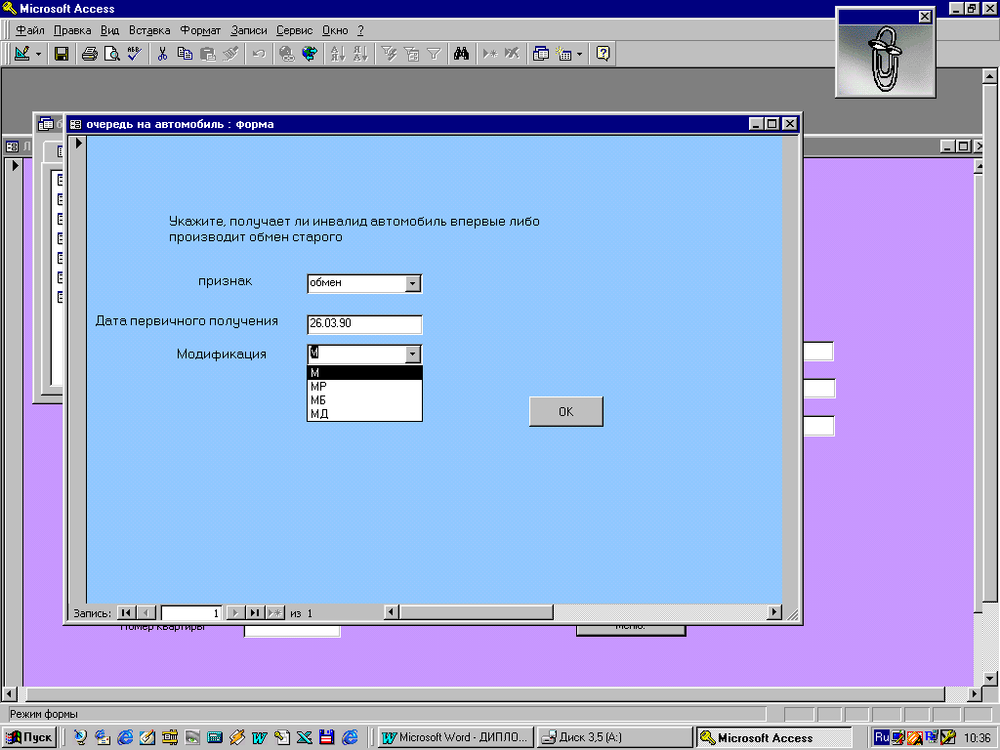 Microsoft Access
Файл Правка Вид Вставка Формат Записи Сервис Окно ?
очередь на автомобиль : форма
Укажите, получает ли инвалид автомобиль впервые либо
производит обмен старого
признак
обмен
Дата первичного получения
26.03.90
Модификация
М
М
МР
МБ
МД
OK
Запись: 1 из 1
Номер квартиры
Режим формы
Пуск
Microsoft Word - ДИПЛО...
Диск 3,5 (A:)
Microsoft Access
Ru
10:36